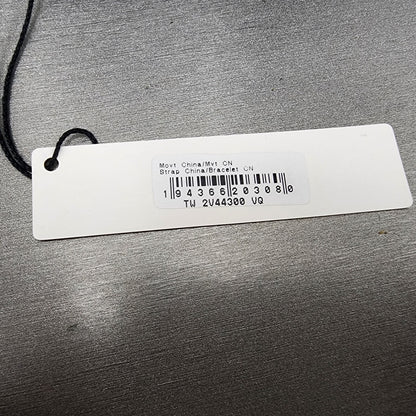 Movt China/Mvt CN
Strap China/Bracelet CN
1 94366 20308 0
TW 2V44300 VQ